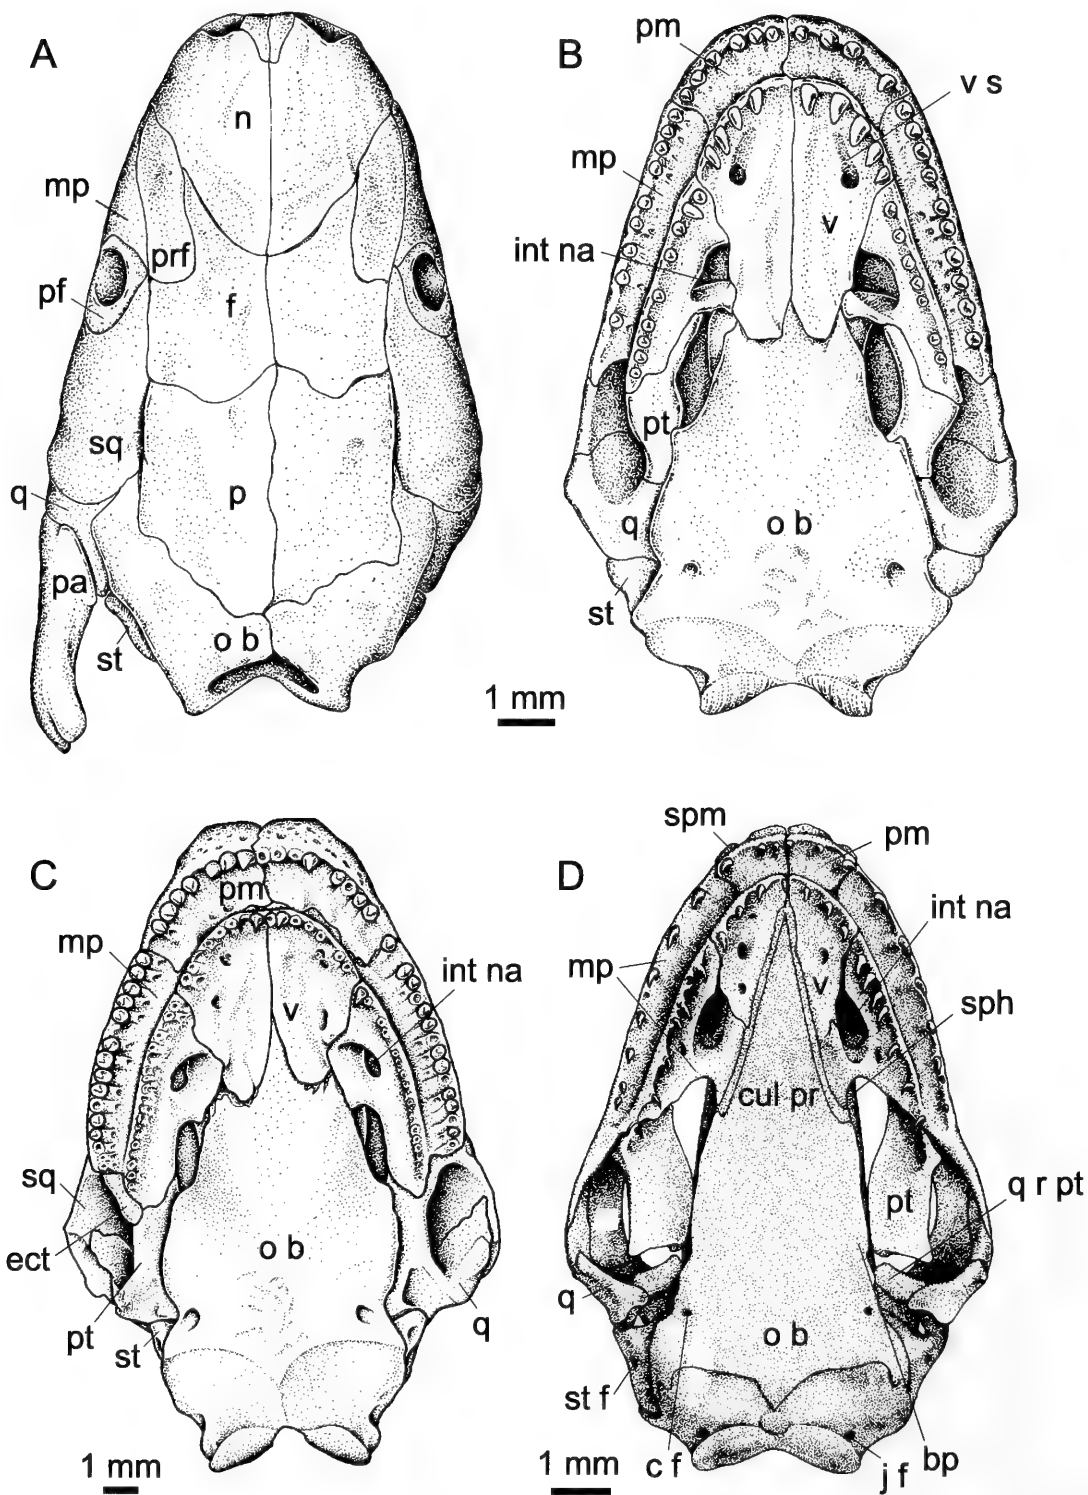 A
n
mp
prf
pf
f
sq
q
p
pa
st
o b
B
pm
v s
mp
int na
v
pt
q
o b
st
1 mm
C
pm
mp
int na
v
sq
o b
ect
pt
st
q
1 mm
D
spm
pm
int na
mp
v
sph
cul pr
q r pt
pt
q
o b
st f
c f
j f
bp
1 mm